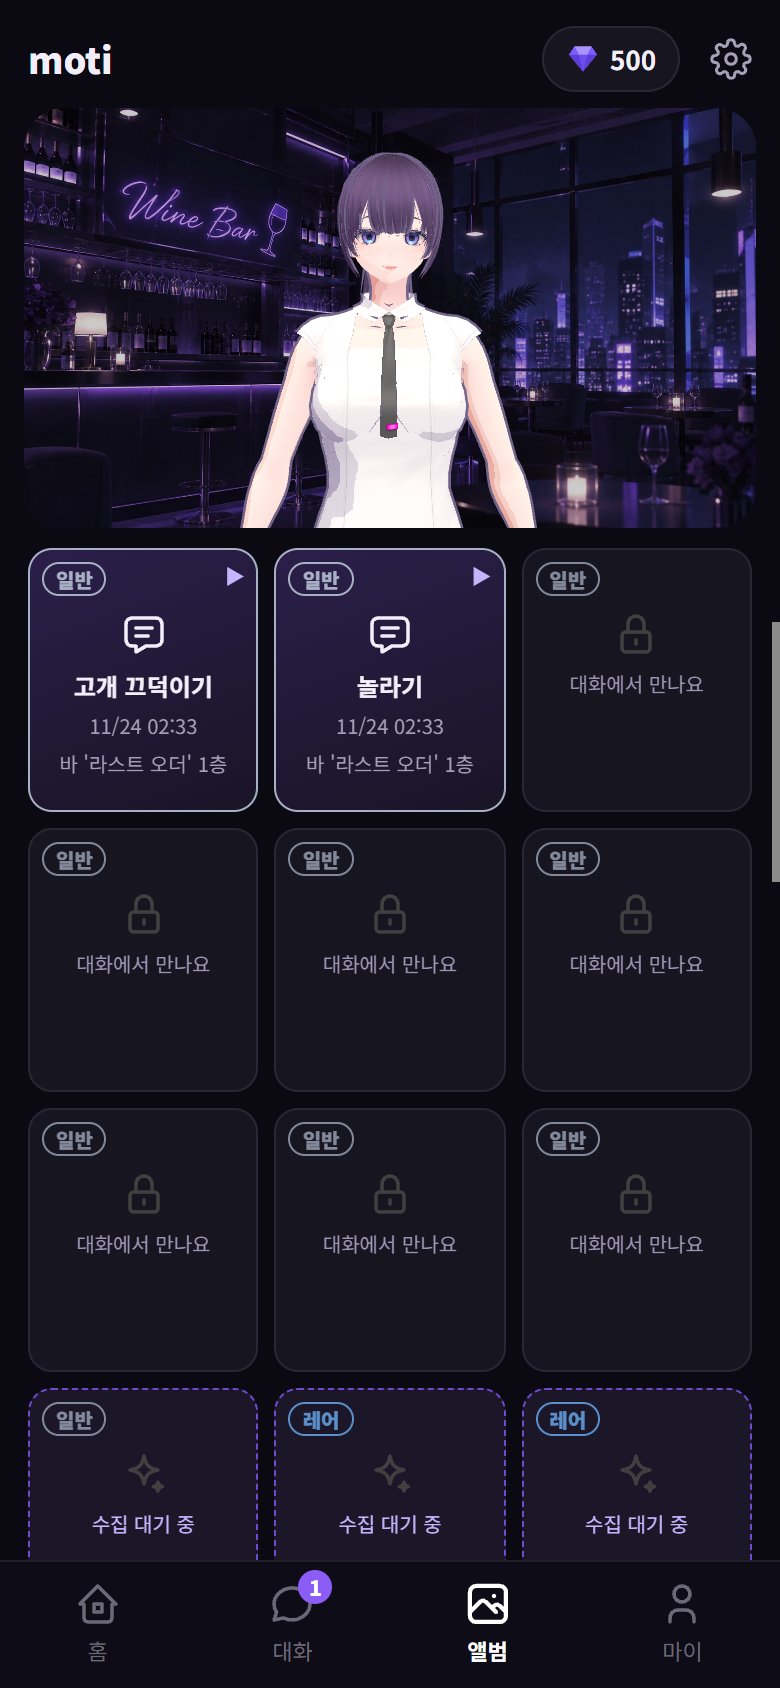 moti
500
Wine Bar
일반
일반
일반
고개 끄덕이기
놀라기
대화에서 만나요
11/24 02:33
11/24 02:33
바 '라스트 오더' 1층
바 '라스트 오더' 1층
일반
일반
일반
대화에서 만나요
대화에서 만나요
대화에서 만나요
일반
일반
일반
대화에서 만나요
대화에서 만나요
대화에서 만나요
일반
레어
레어
수집 대기 중
수집 대기 중
수집 대기 중
1
홈
대화
앨범
마이